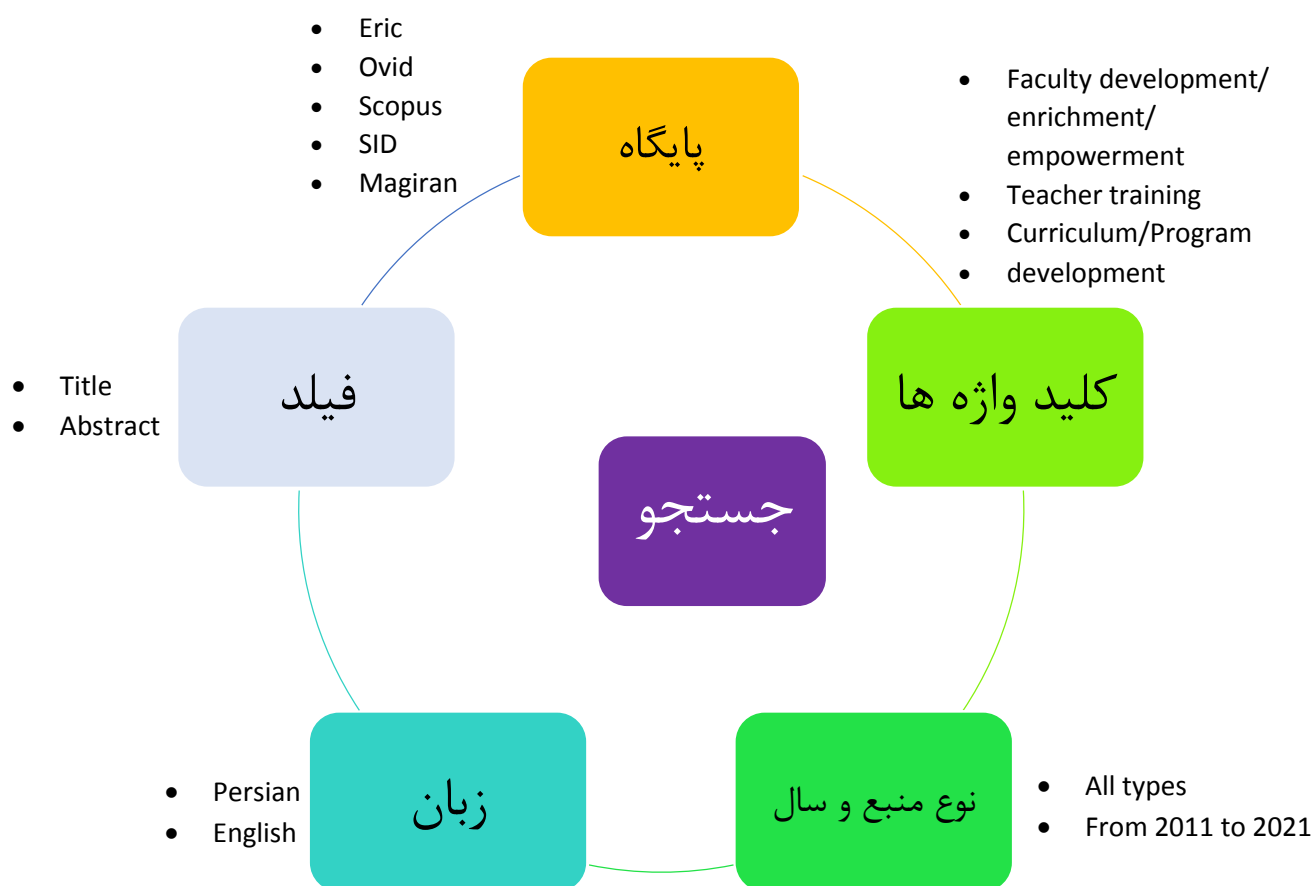 • Eric
• Ovid
• Scopus
• SID
• Magiran
پایگاه
• Faculty development/
enrichment/
empowerment
• Teacher training
• Curriculum/Program
• development
کلید واژه ها
فیلد
• Title
• Abstract
جستجو
نوع منبع و سال
• All types
• From 2011 to 2021
زبان
• Persian
• English